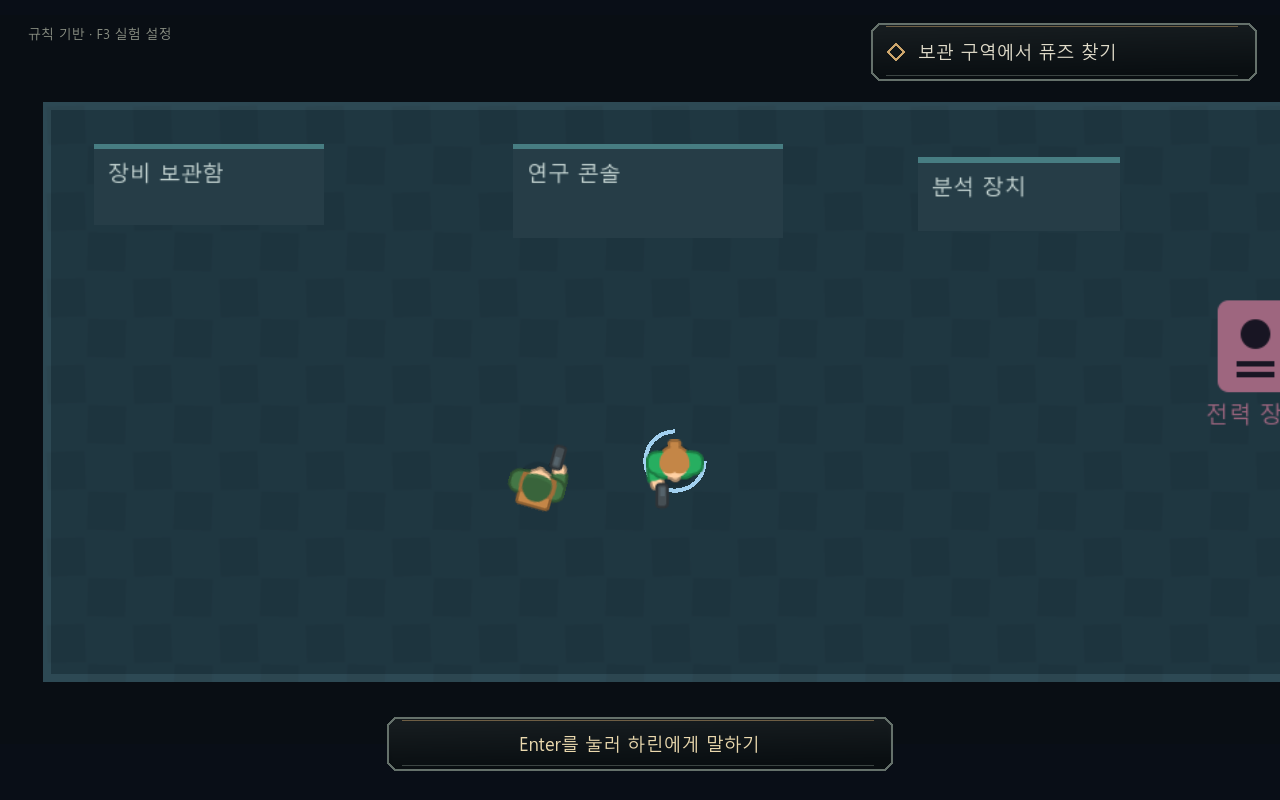 규칙 기반 · F3 실험 설정
보관 구역에서 퓨즈 찾기
장비 보관함
연구 콘솔
분석 장치
전력 장
Enter를 눌러 하린에게 말하기